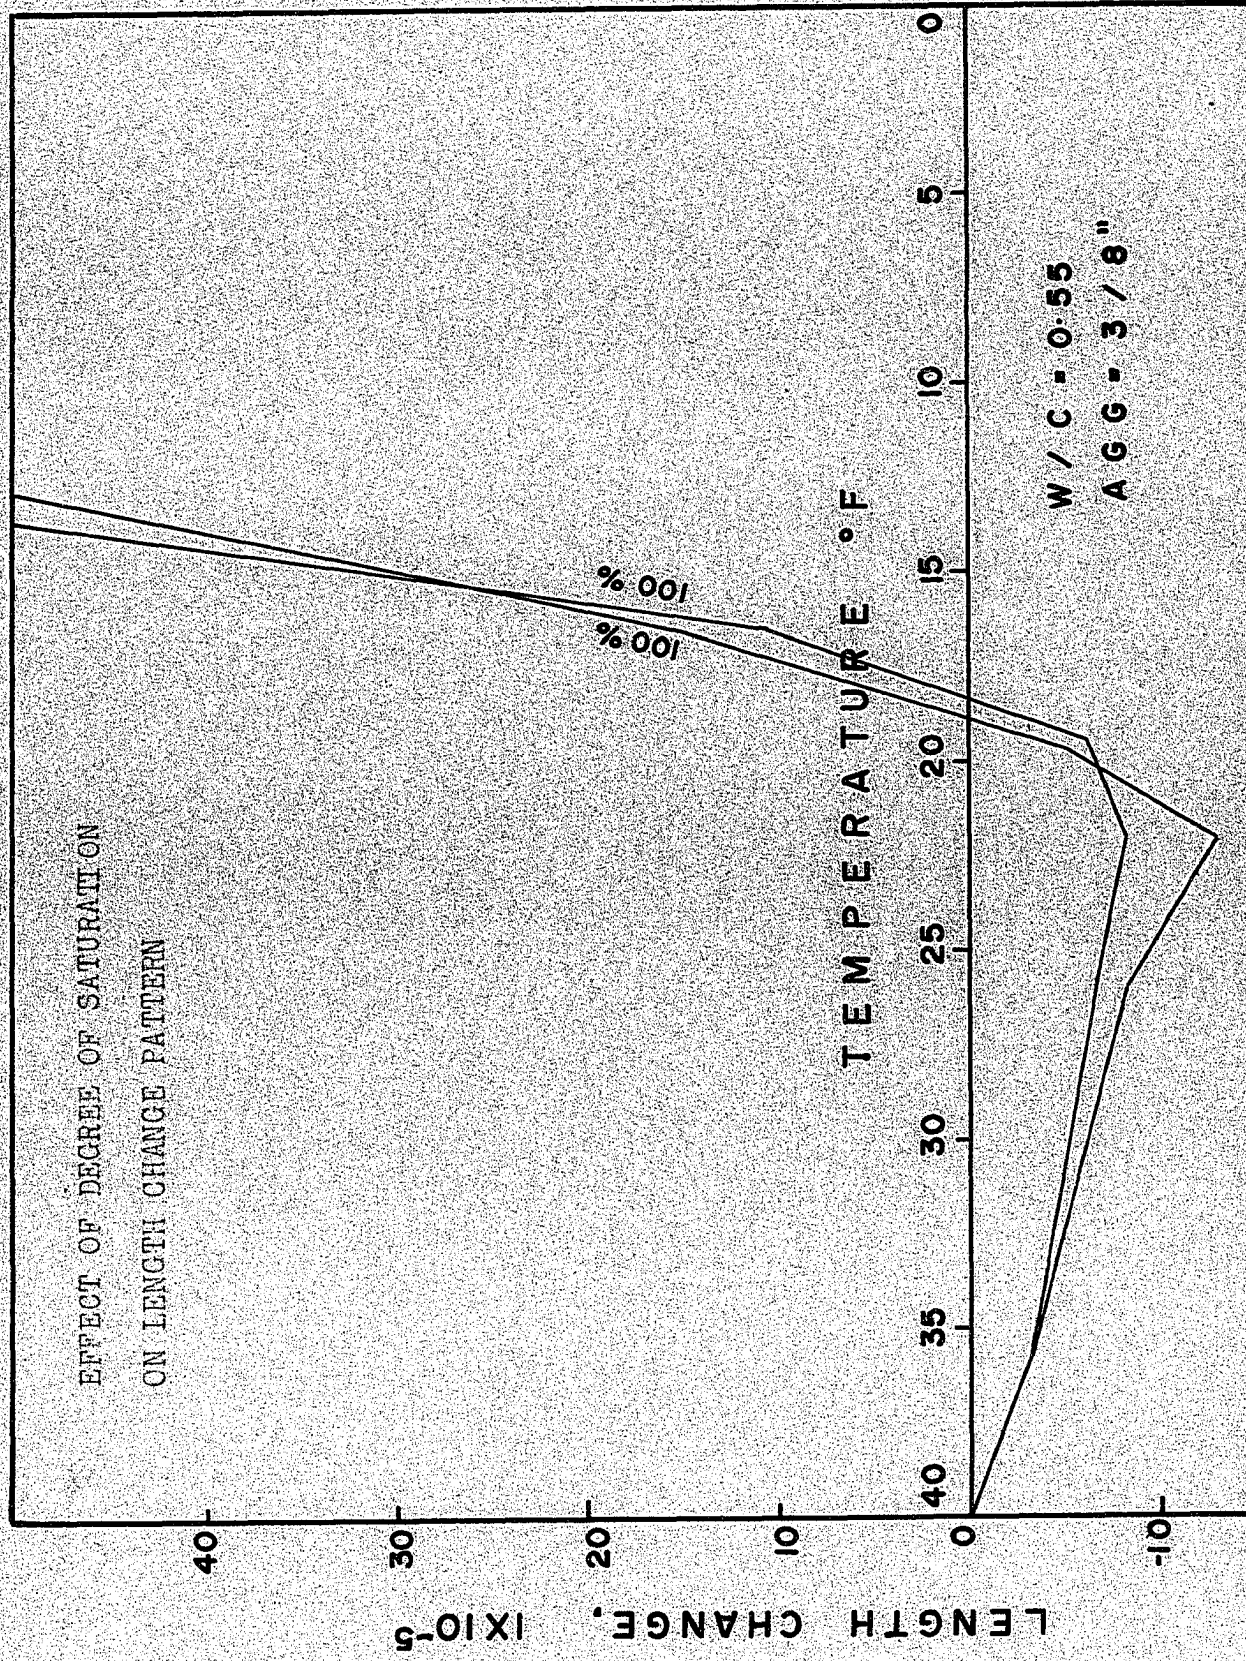 EFFECT OF DEGREE OF SATURATION
ON LENGTH CHANGE PATTERN
LENGTH CHANGE, 1X10-5
40
30
20
10
0
-10
100 %
100 %
TEMPERATURE °F
40
35
30
25
20
15
10
5
0
W/C = 0.55
AGG = 3/8"